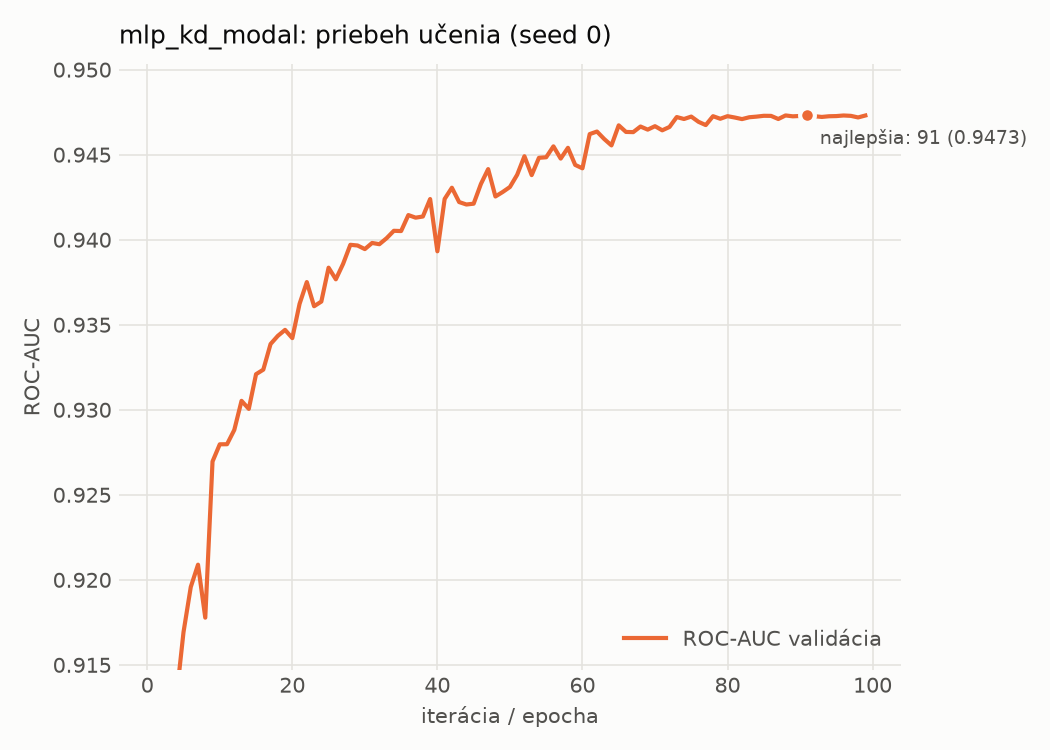 mlp_kd_modal: priebeh učenia (seed 0)
ROC-AUC
0.950
0.945
0.940
0.935
0.930
0.925
0.920
0.915
najlepšia: 91 (0.9473)
ROC-AUC validácia
0 20 40 60 80 100
iterácia / epocha